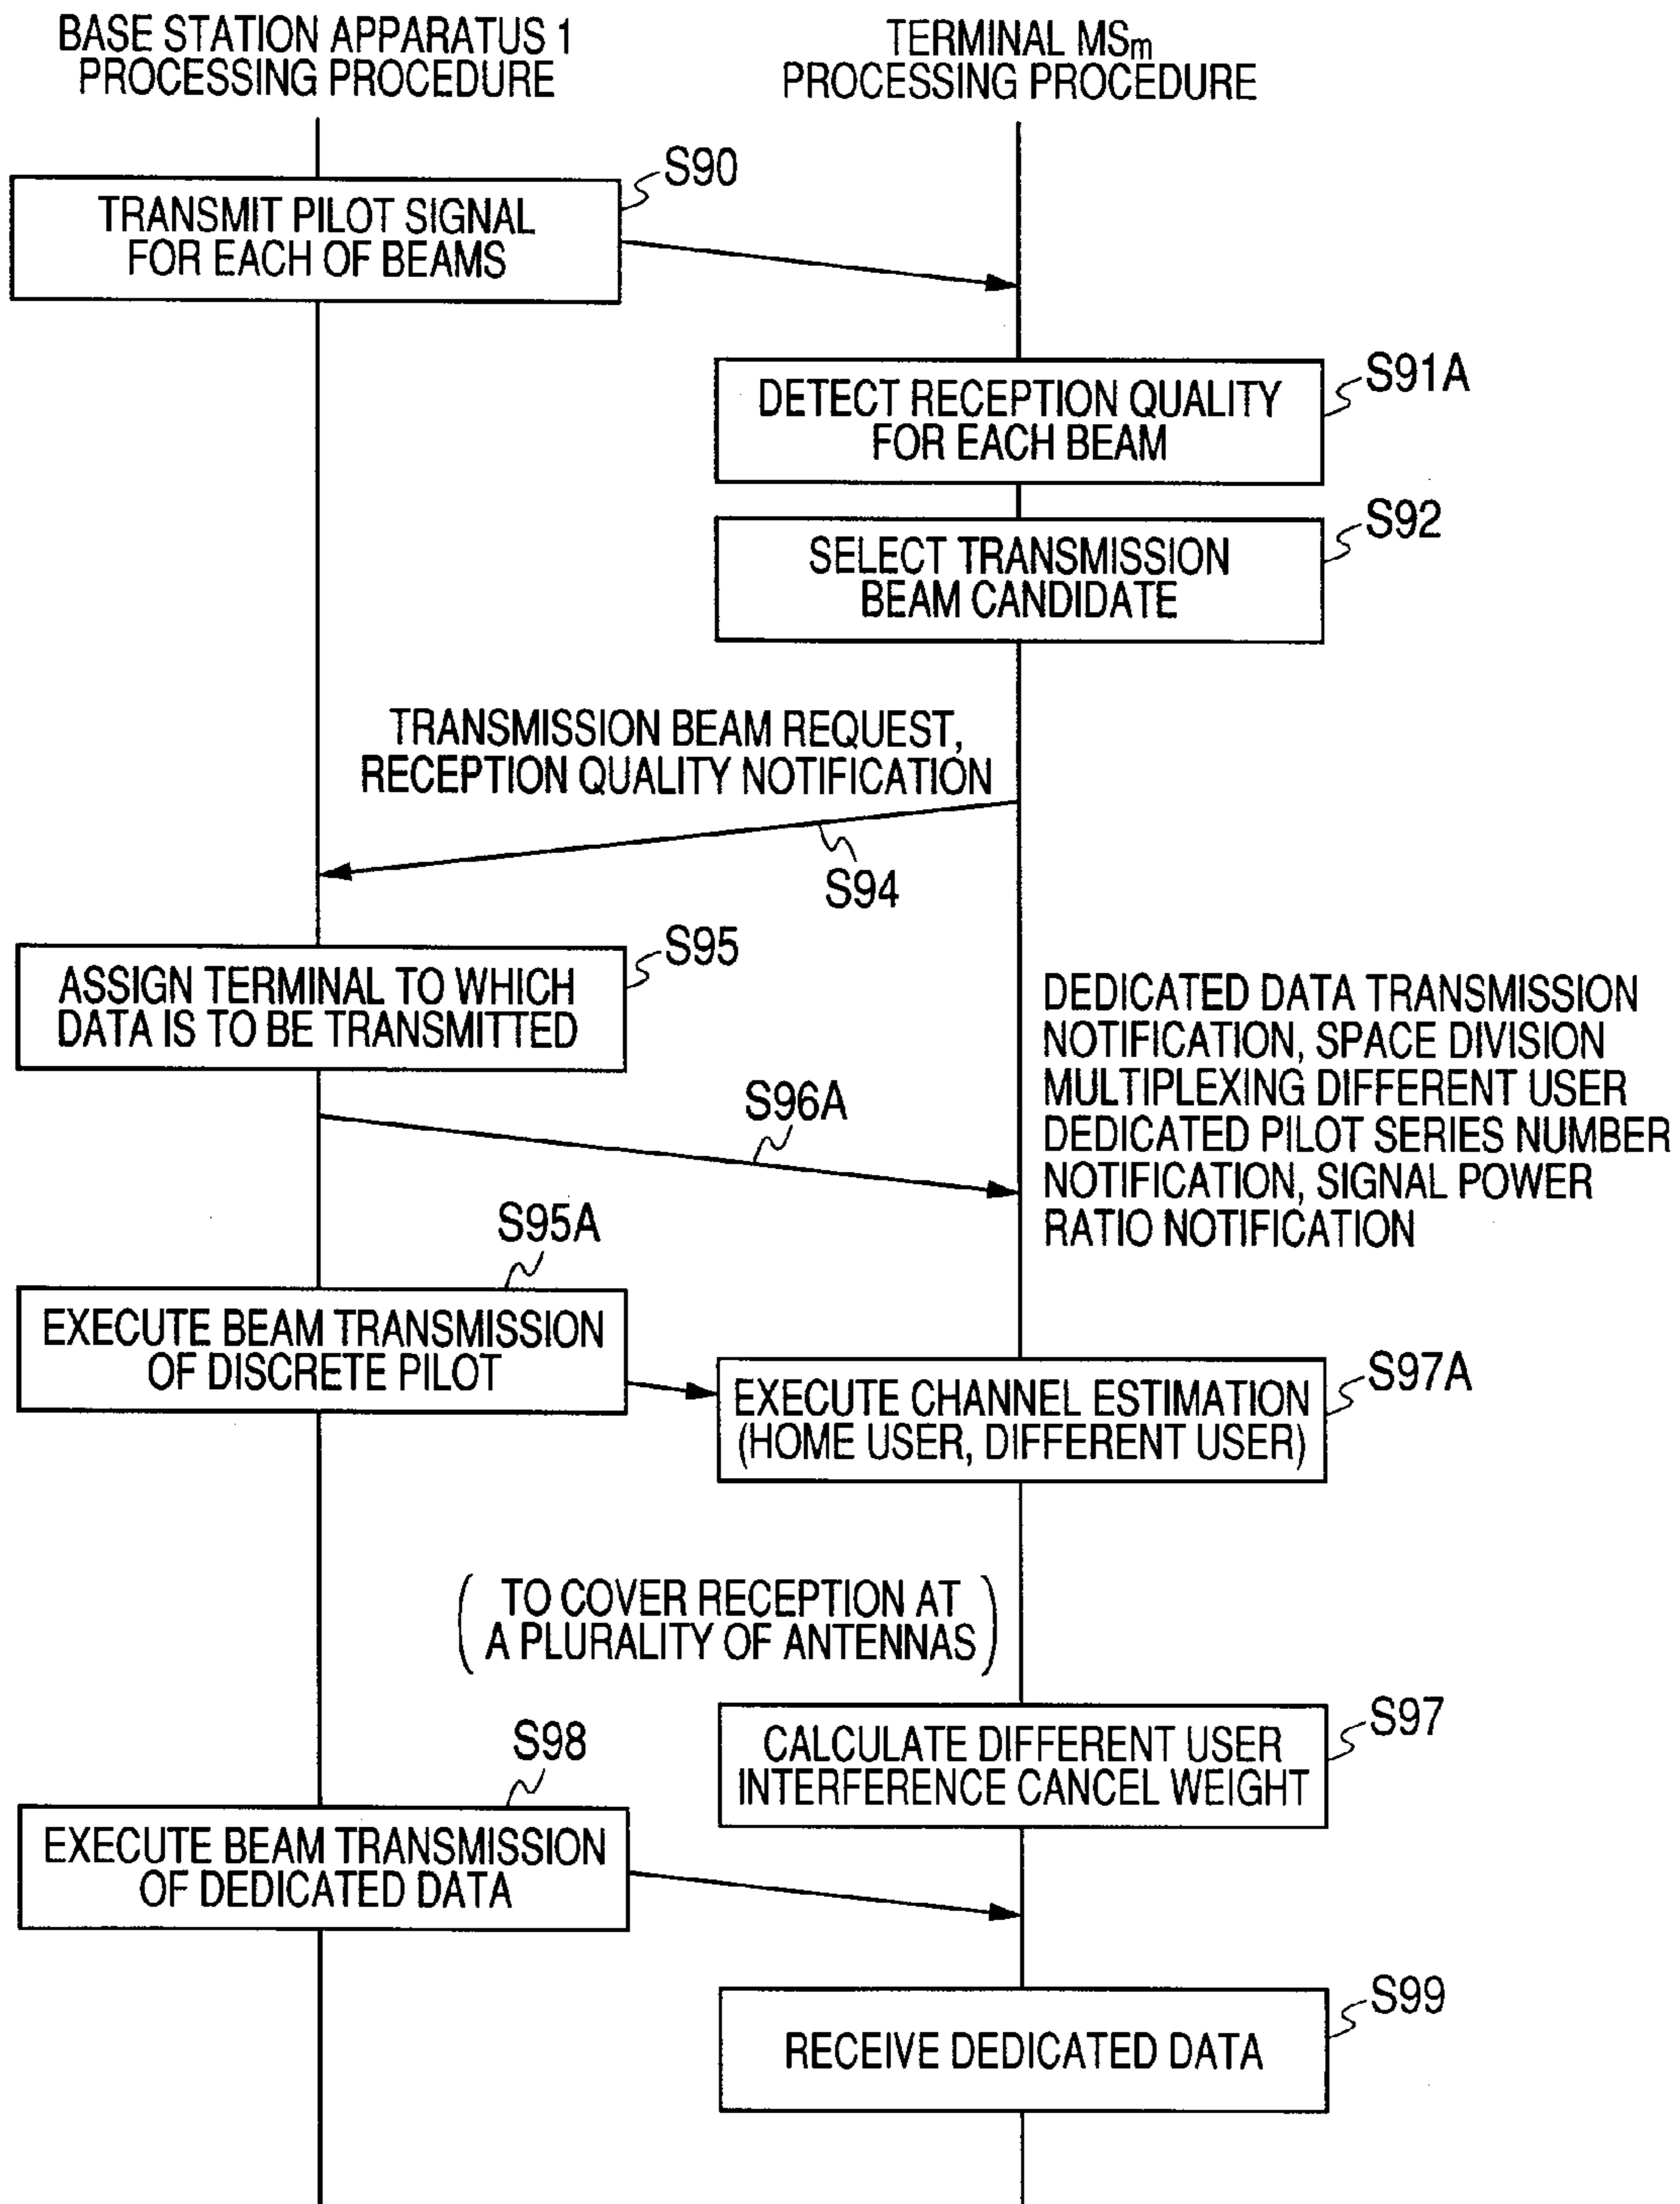 BASE STATION APPARATUS 1
PROCESSING PROCEDURE
TERMINAL MSm
PROCESSING PROCEDURE
S90
TRANSMIT PILOT SIGNAL
FOR EACH OF BEAMS
S91A
DETECT RECEPTION QUALITY
FOR EACH BEAM
S92
SELECT TRANSMISSION
BEAM CANDIDATE
TRANSMISSION BEAM REQUEST,
RECEPTION QUALITY NOTIFICATION
S94
S95
ASSIGN TERMINAL TO WHICH
DATA IS TO BE TRANSMITTED
DEDICATED DATA TRANSMISSION
NOTIFICATION, SPACE DIVISION
MULTIPLEXING DIFFERENT USER
DEDICATED PILOT SERIES NUMBER
NOTIFICATION, SIGNAL POWER
RATIO NOTIFICATION
S96A
S95A
EXECUTE BEAM TRANSMISSION
OF DISCRETE PILOT
S97A
EXECUTE CHANNEL ESTIMATION
(HOME USER, DIFFERENT USER)
(TO COVER RECEPTION AT
A PLURALITY OF ANTENNAS)
S97
CALCULATE DIFFERENT USER
INTERFERENCE CANCEL WEIGHT
S98
EXECUTE BEAM TRANSMISSION
OF DEDICATED DATA
S99
RECEIVE DEDICATED DATA